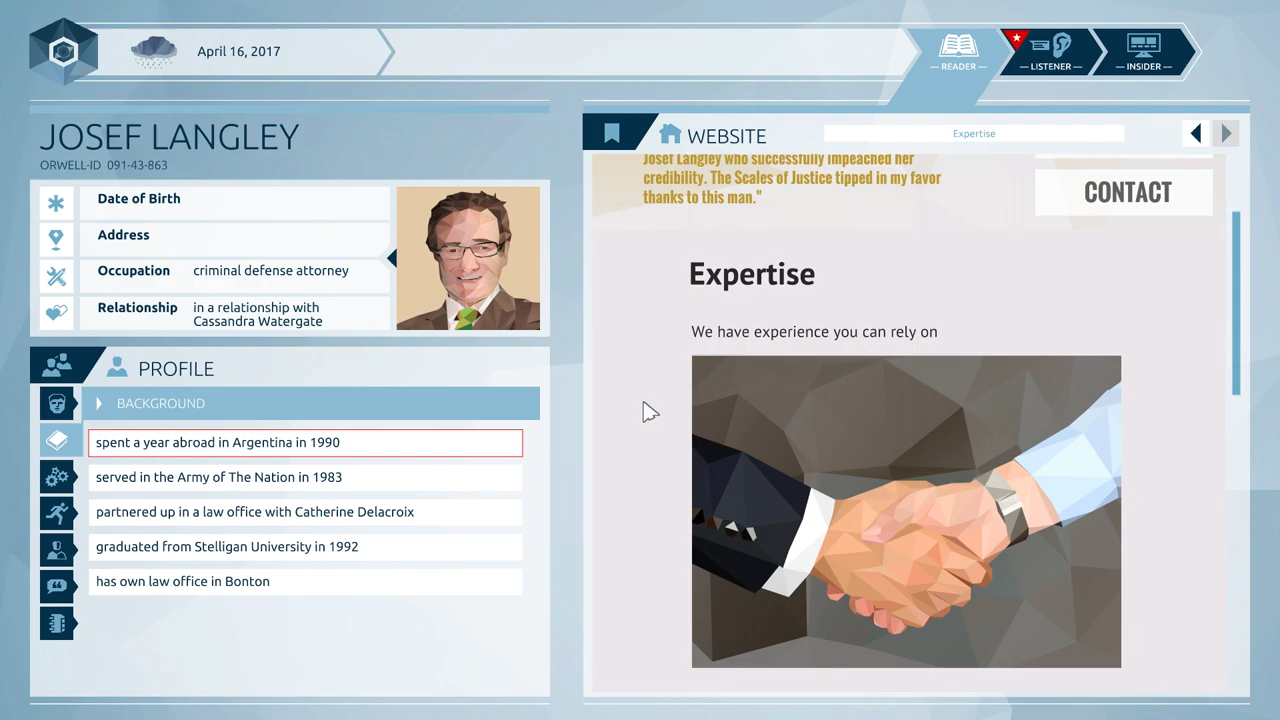 April 16, 2017
— READER —
— LISTENER —
— INSIDER —
JOSEF LANGLEY
ORWELL-ID 091-43-863
Date of Birth
Address
Occupation criminal defense attorney
Relationship in a relationship with
Cassandra Watergate
PROFILE
BACKGROUND
spent a year abroad in Argentina in 1990
served in the Army of The Nation in 1983
partnered up in a law office with Catherine Delacroix
graduated from Stelligan University in 1992
has own law office in Bonton
WEBSITE
Expertise
Josef Langley who successfully impeached her
credibility. The Scales of Justice tipped in my favor
thanks to this man."
CONTACT
Expertise
We have experience you can rely on